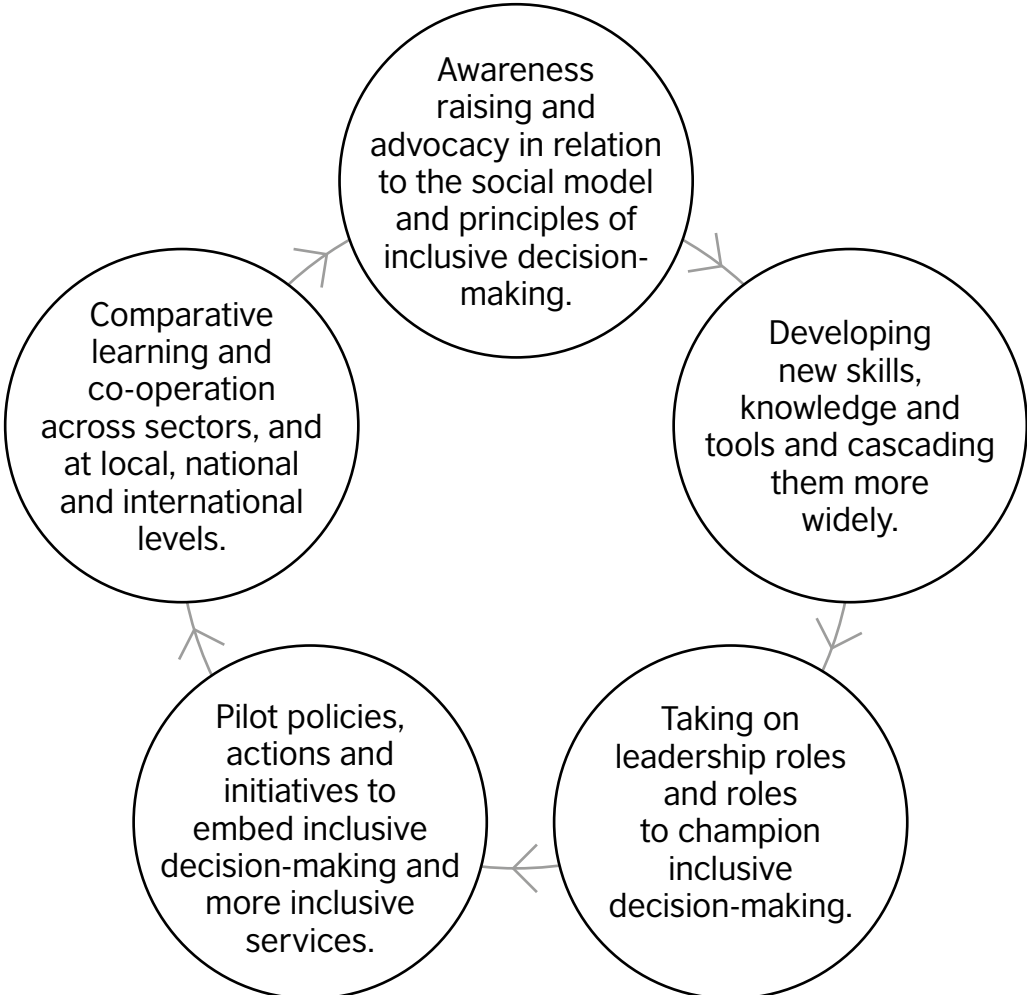 Awareness
raising and
advocacy in relation
to the social model
and principles of
inclusive decision-
making.
Developing
new skills,
knowledge and
tools and cascading
them more
widely.
Taking on
leadership roles
and roles
to champion
inclusive
decision-making.
Pilot policies,
actions and
initiatives to
embed inclusive
decision-making and
more inclusive
services.
Comparative
learning and
co-operation
across sectors, and
at local, national
and international
levels.